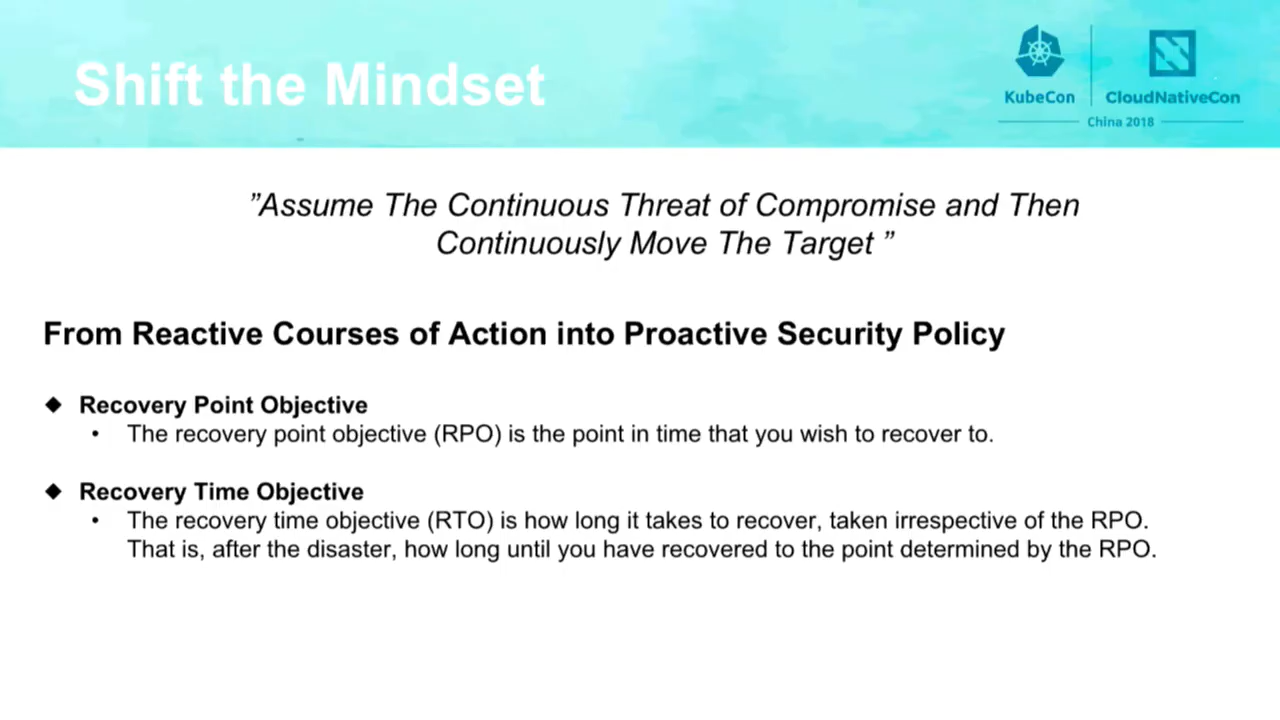 Shift the Mindset
KubeCon
CloudNativeCon
China 2018
”Assume The Continuous Threat of Compromise and Then
Continuously Move The Target ”
From Reactive Courses of Action into Proactive Security Policy
◆ Recovery Point Objective
• The recovery point objective (RPO) is the point in time that you wish to recover to.
◆ Recovery Time Objective
• The recovery time objective (RTO) is how long it takes to recover, taken irrespective of the RPO.
That is, after the disaster, how long until you have recovered to the point determined by the RPO.